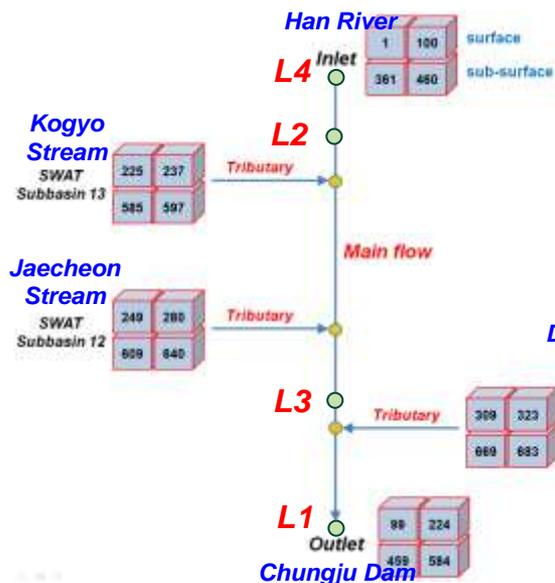 Han River
1 100 surface
L4 Inlet
361 460 sub-surface
L2
Kogyo
Stream
SWAT
Subbasin 13
225 237
585 597
Tributary
Main flow
Jaecheon
Stream
SWAT
Subbasin 12
249 280
609 640
Tributary
D
L3
Tributary
309 323
669 683
L1
Outlet
99 224
459 584
Chungju Dam